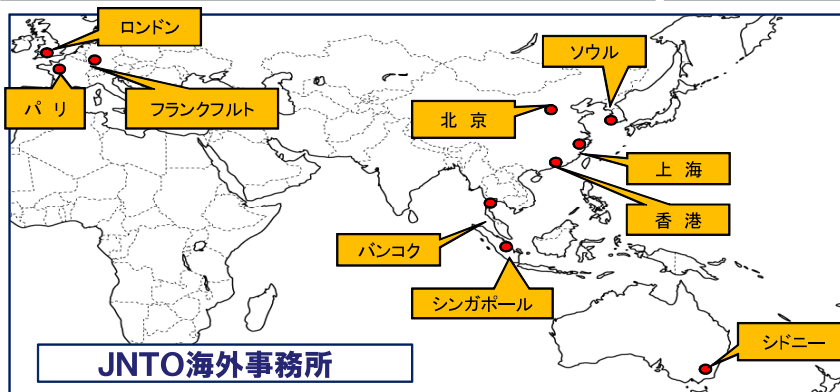 ロンドン
ソウル
パ リ
フランクフルト
北 京
上 海
香 港
バンコク
シンガポール
シドニー
JNTO海外事務所